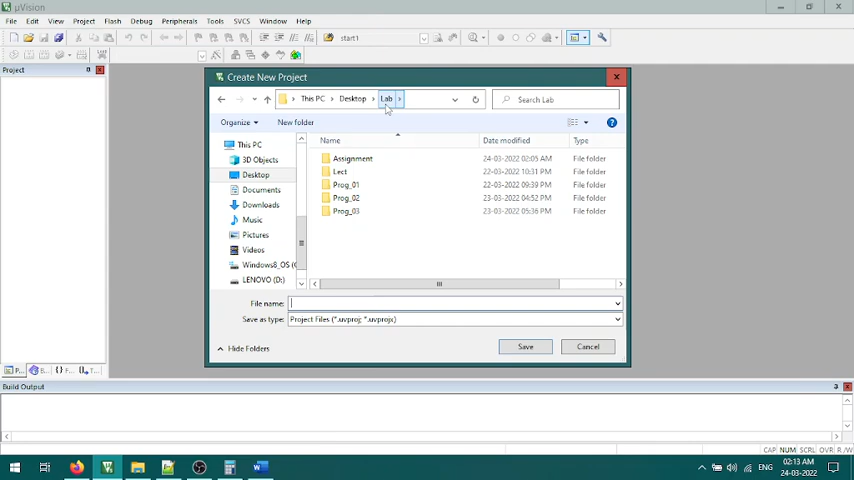 µVision
File Edit View Project Flash Debug Peripherals Tools SVCS Window Help
start1
Project
Create New Project
This PC Desktop Lab
Search Lab
Organize New folder
Name Date modified Type
This PC
3D Objects
Desktop
Documents
Downloads
Music
Pictures
Videos
Windows8_OS (C
LENOVO (D:)
Assignment 24-03-2022 02:05 AM File folder
Lect 22-03-2022 10:31 PM File folder
Prog_01 22-03-2022 09:39 PM File folder
Prog_02 23-03-2022 04:52 PM File folder
Prog_03 23-03-2022 05:36 PM File folder
File name:
Save as type: Project Files (*.uvproj; *.uvprojx)
Hide Folders
Save Cancel
P... B... F... T...
Build Output
CAP NUM SCRL OVR R/W
ENG
02:13 AM
24-03-2022